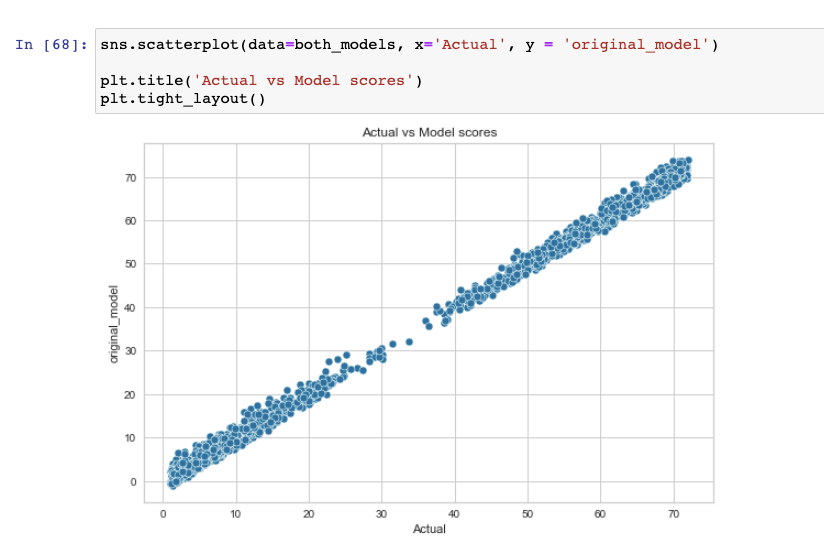 In [68]: sns.scatterplot(data=both_models, x='Actual', y = 'original_model')
plt.title('Actual vs Model scores')
plt.tight_layout()
Actual vs Model scores
70
60
50
40
30
20
10
0
original_model
0 10 20 30 40 50 60 70
Actual